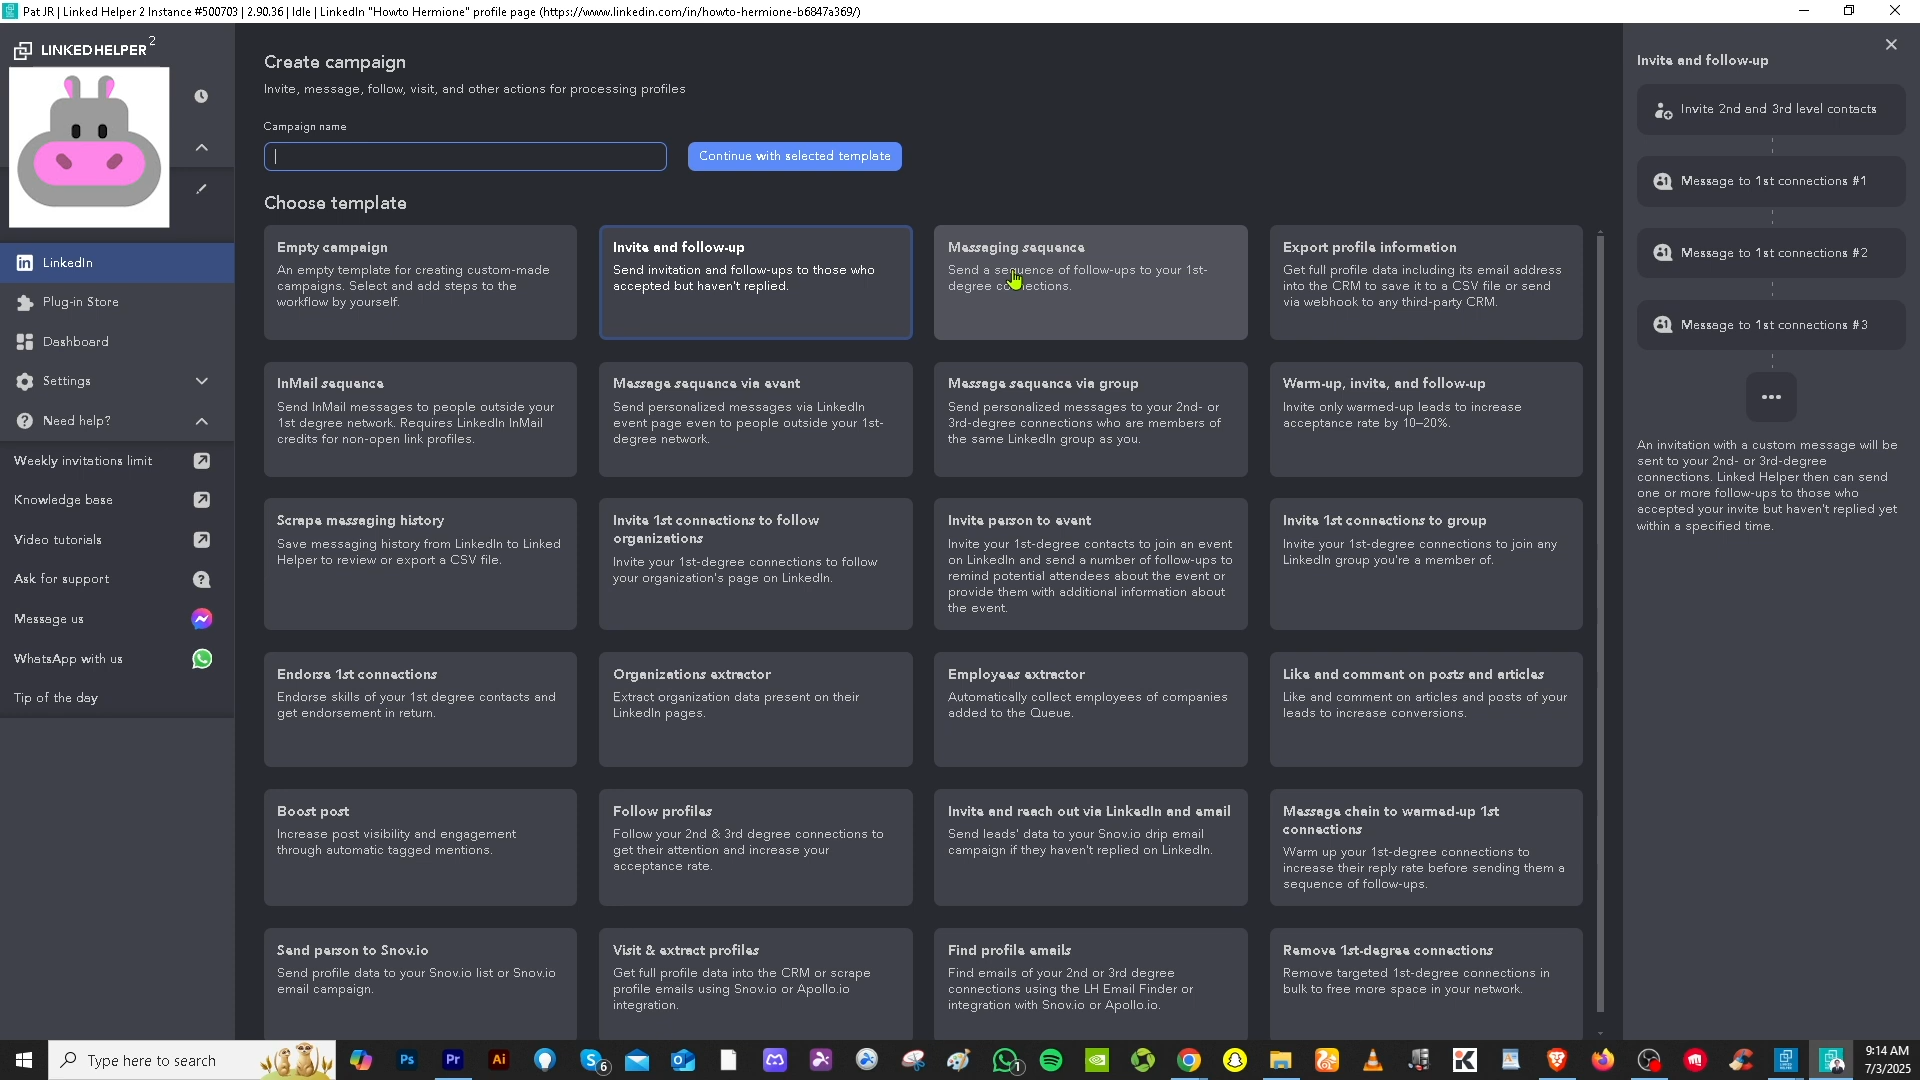 Pat JR | Linked Helper 2 Instance #500703 | 2.90.36 | Idle | LinkedIn "Howto Hermione" profile page (https://www.linkedin.com/in/howto-hermione-b6847a369/)
LINKEDHELPER 2
LinkedIn
Plug-in Store
Dashboard
Settings
Need help?
Weekly invitations limit
Knowledge base
Video tutorials
Ask for support
Message us
WhatsApp with us
Tip of the day
Create campaign
Invite, message, follow, visit, and other actions for processing profiles
Campaign name
Continue with selected template
Choose template
Empty campaign
An empty template for creating custom-made
campaigns. Select and add steps to the
workflow by yourself.
Invite and follow-up
Send invitation and follow-ups to those who
accepted but haven't replied.
Messaging sequence
Send a sequence of follow-ups to your 1st-
degree connections.
Export profile information
Get full profile data including its email address
into the CRM to save it to a CSV file or send
via webhook to any third-party CRM.
InMail sequence
Send InMail messages to people outside your
1st degree network. Requires LinkedIn InMail
credits for non-open link profiles.
Message sequence via event
Send personalized messages via LinkedIn
event page even to people outside your 1st-
degree network.
Message sequence via group
Send personalized messages to your 2nd- or
3rd-degree connections who are members of
the same LinkedIn group as you.
Warm-up, invite, and follow-up
Invite only warmed-up leads to increase
acceptance rate by 10–20%.
Scrape messaging history
Save messaging history from LinkedIn to Linked
Helper to review or export a CSV file.
Invite 1st connections to follow
organizations
Invite your 1st-degree connections to follow
your organization's page on LinkedIn.
Invite person to event
Invite your 1st-degree contacts to join an event
on LinkedIn and send a number of follow-ups to
remind potential attendees about the event or
provide them with additional information about
the event.
Invite 1st connections to group
Invite your 1st-degree connections to join any
LinkedIn group you're a member of.
Endorse 1st connections
Endorse skills of your 1st degree contacts and
get endorsement in return.
Organizations extractor
Extract organization data present on their
LinkedIn pages.
Employees extractor
Automatically collect employees of companies
added to the Queue.
Like and comment on posts and articles
Like and comment on articles and posts of your
leads to increase conversions.
Boost post
Increase post visibility and engagement
through automatic tagged mentions.
Follow profiles
Follow your 2nd & 3rd degree connections to
get their attention and increase your
acceptance rate.
Invite and reach out via LinkedIn and email
Send leads' data to your Snov.io drip email
campaign if they haven't replied on LinkedIn.
Message chain to warmed-up 1st
connections
Warm up your 1st-degree connections to
increase their reply rate before sending them a
sequence of follow-ups.
Send person to Snov.io
Send profile data to your Snov.io list or Snov.io
email campaign.
Visit & extract profiles
Get full profile data into the CRM or scrape
profile emails using Snov.io or Apollo.io
integration.
Find profile emails
Find emails of your 2nd or 3rd degree
connections using the LH Email Finder or
integration with Snov.io or Apollo.io.
Remove 1st-degree connections
Remove targeted 1st-degree connections in
bulk to free more space in your network.
Invite and follow-up
Invite 2nd and 3rd level contacts
Message to 1st connections #1
Message to 1st connections #2
Message to 1st connections #3
An invitation with a custom message will be
sent to your 2nd- or 3rd-degree
connections. Linked Helper then can send
one or more follow-ups to those who
accepted your invite but haven't replied yet
within a specified time.
Type here to search
Ps
Pr
Ai
6
1
9:14 AM
7/3/2025